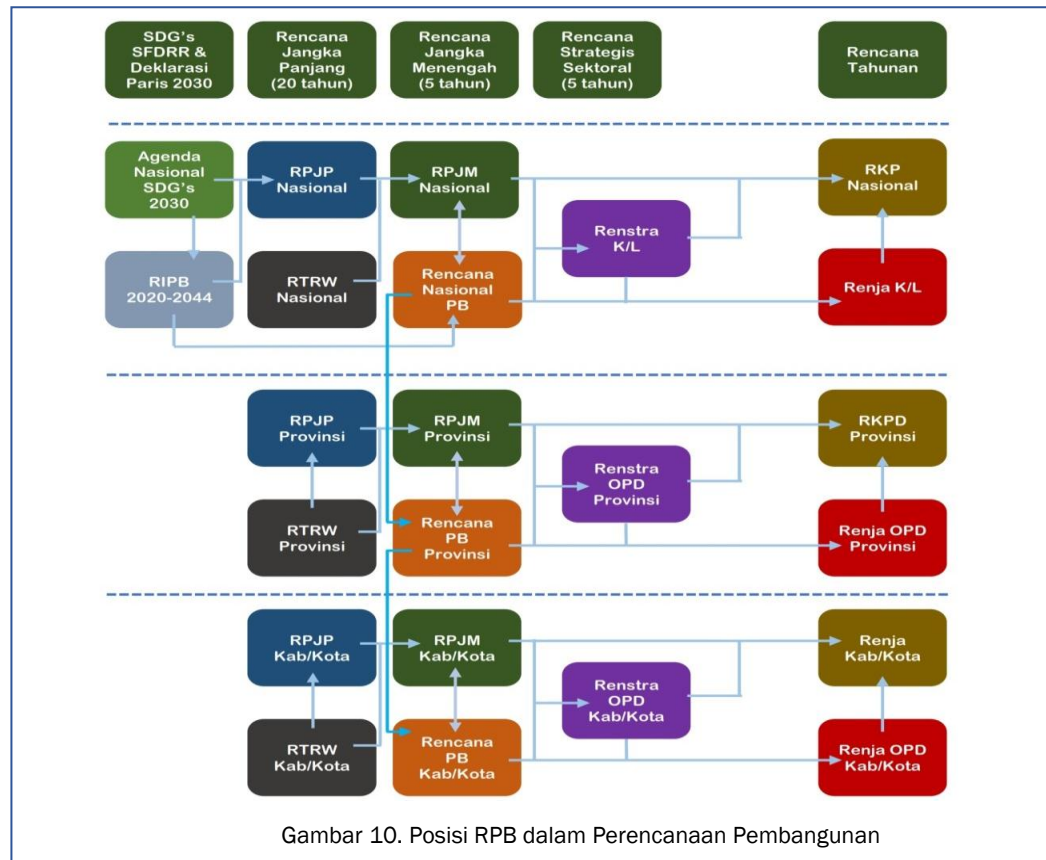 SDG's
SFDRR &
Deklarasi
Paris 2030
Rencana
Jangka
Panjang
(20 tahun)
Rencana
Jangka
Menengah
(5 tahun)
Rencana
Strategis
Sektoral
(5 tahun)
Rencana
Tahunan
Agenda
Nasional
SDG's
2030
RPJP
Nasional
RPJM
Nasional
RKP
Nasional
Renstra
K/L
RIPB
2020-2044
RTRW
Nasional
Rencana
Nasional
PB
Renja K/L
RPJP
Provinsi
RPJM
Provinsi
RKPD
Provinsi
Renstra
OPD
Provinsi
RTRW
Provinsi
Rencana
PB
Provinsi
Renja OPD
Provinsi
RPJP
Kab/Kota
RPJM
Kab/Kota
Renja
Kab/Kota
Renstra
OPD
Kab/Kota
RTRW
Kab/Kota
Rencana
PB
Kab/Kota
Renja OPD
Kab/Kota
Gambar 10. Posisi RPB dalam Perencanaan Pembangunan